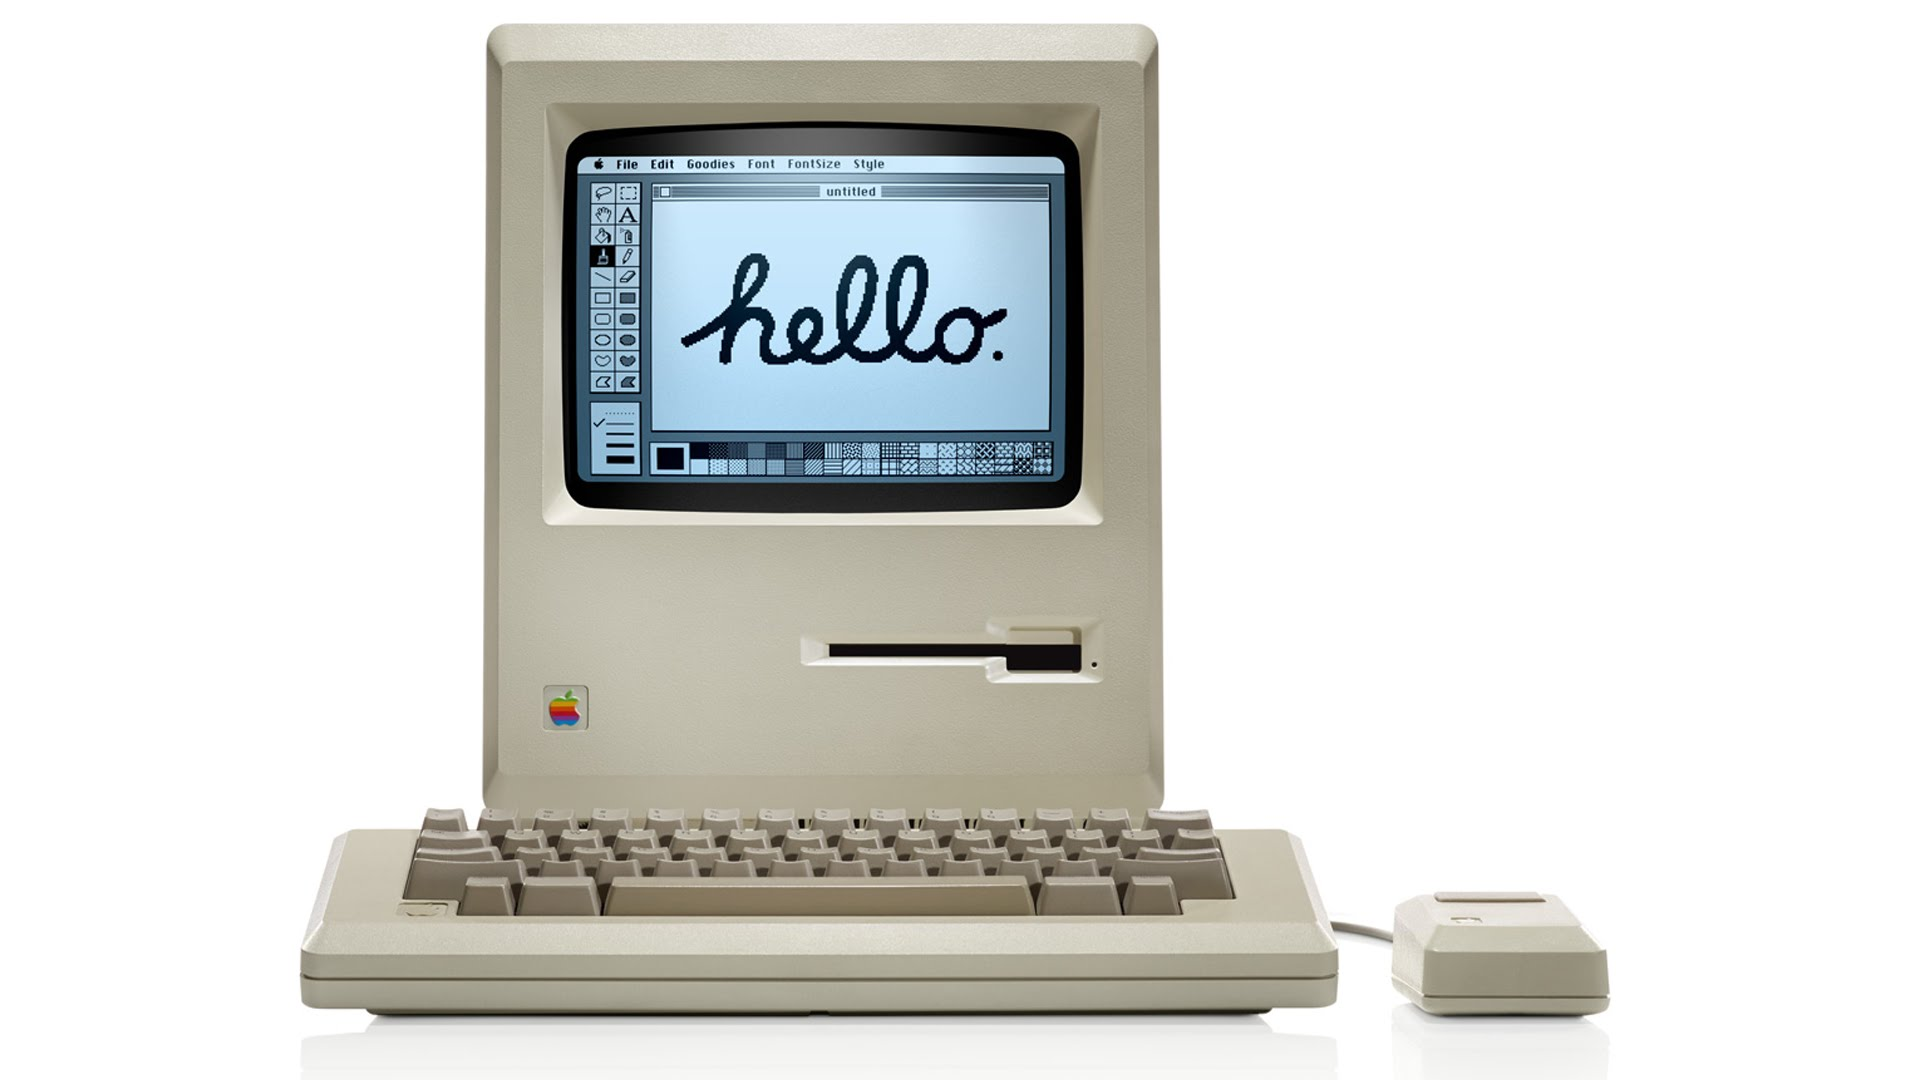 File Edit Goodies Font FontSize Style
untitled
A
hello.